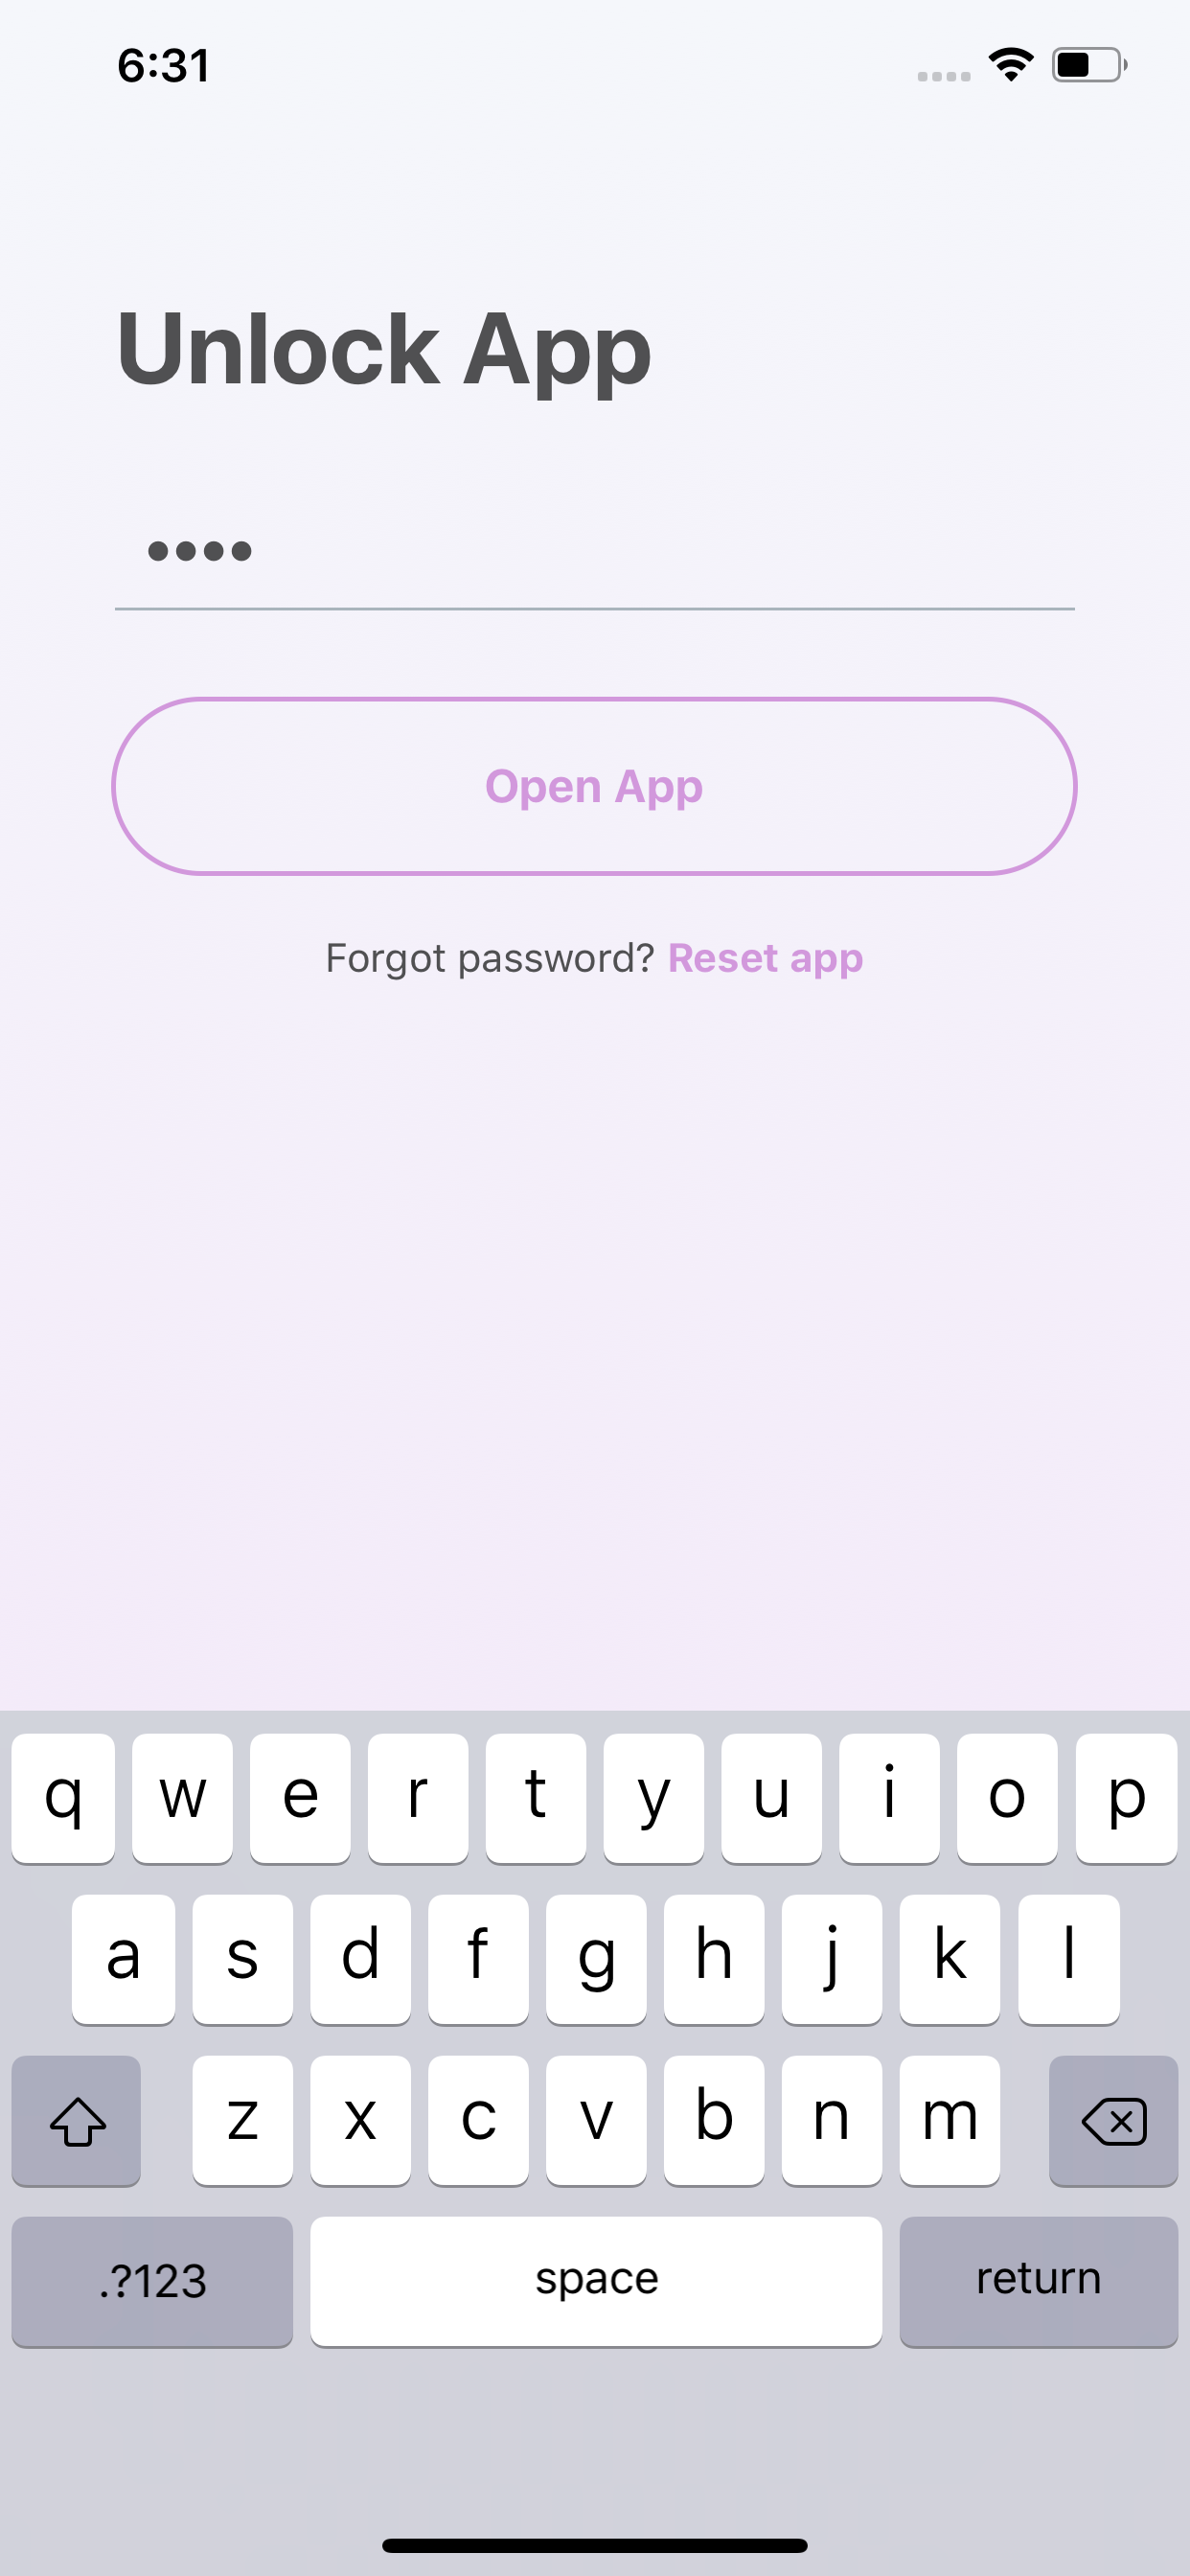 6:31
Unlock App
••••
Open App
Forgot password? Reset app
q w e r t y u i o p
a s d f g h j k l
z x c v b n m
.?123 space return